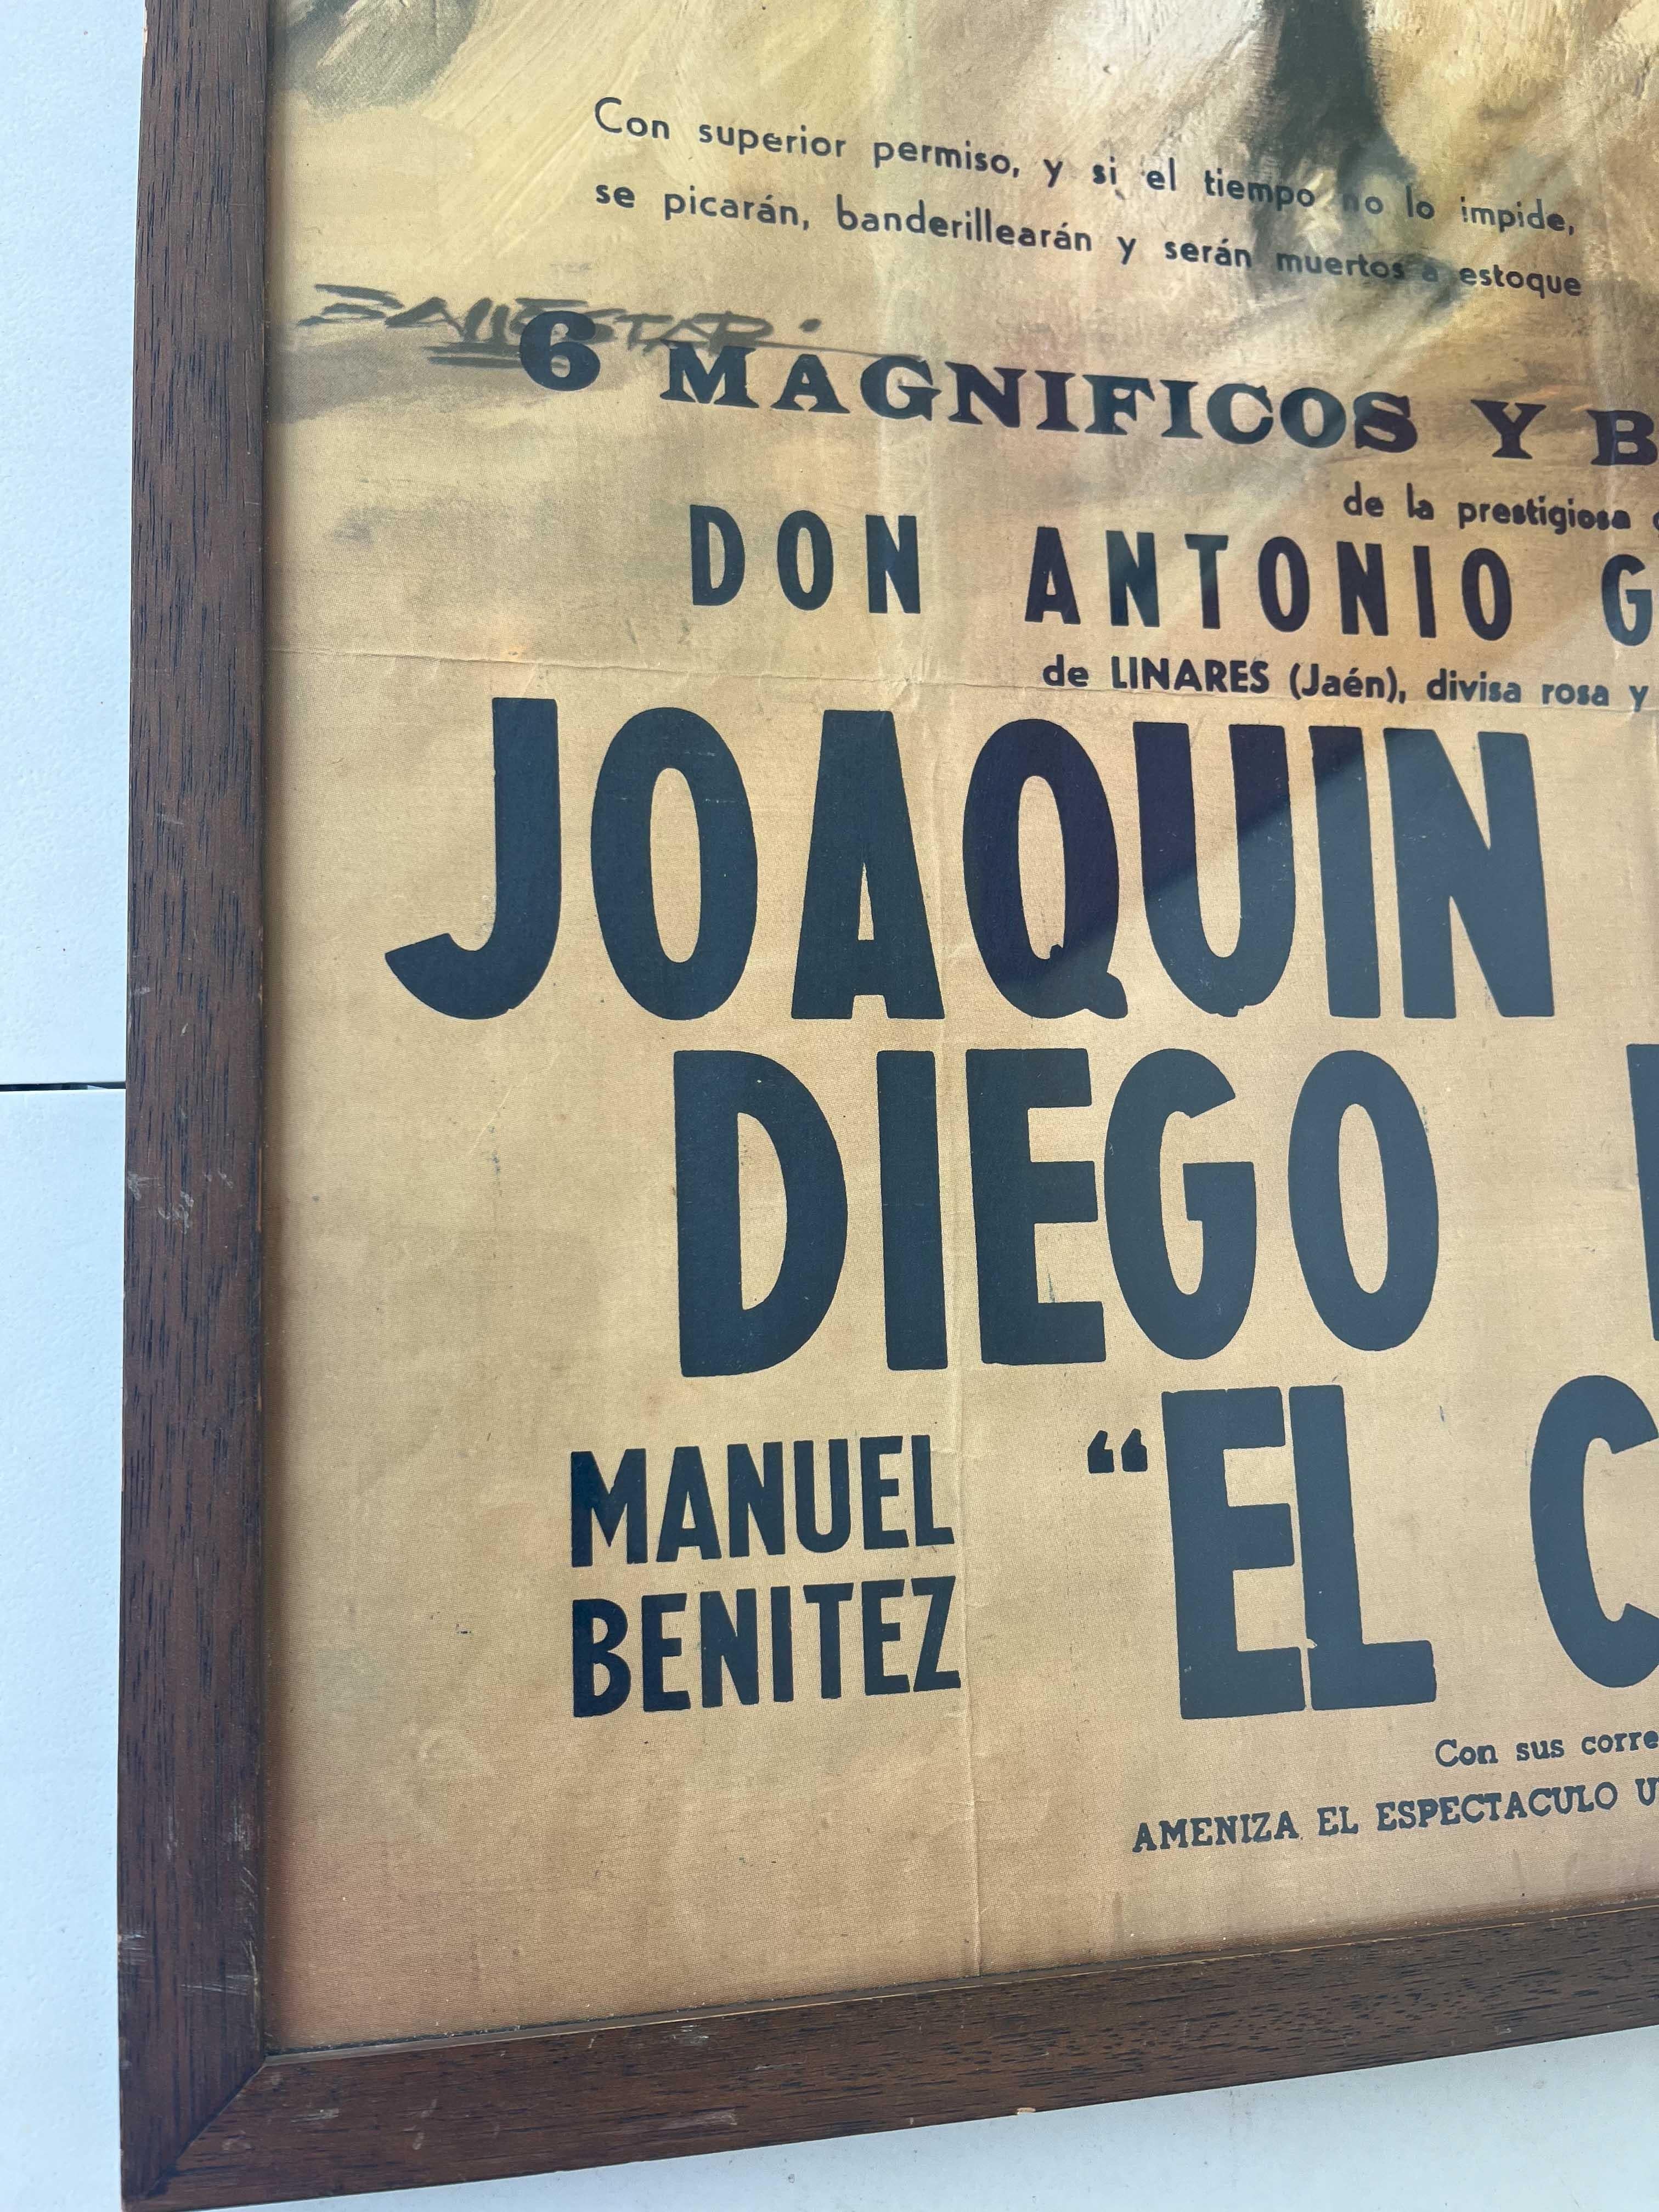 Con superior permiso, y si el tiempo no lo impide,
se picarán, banderillearán y serán muertos a estoque
BALLESTAR.
6 MAGNIFICOS Y B
de la prestigiosa
DON ANTONIO G
de LINARES (Jaén), divisa rosa y
JOAQUIN
DIEGO
MANUEL
BENITEZ
“EL C
Con sus corre
AMENIZA EL ESPECTACULO U